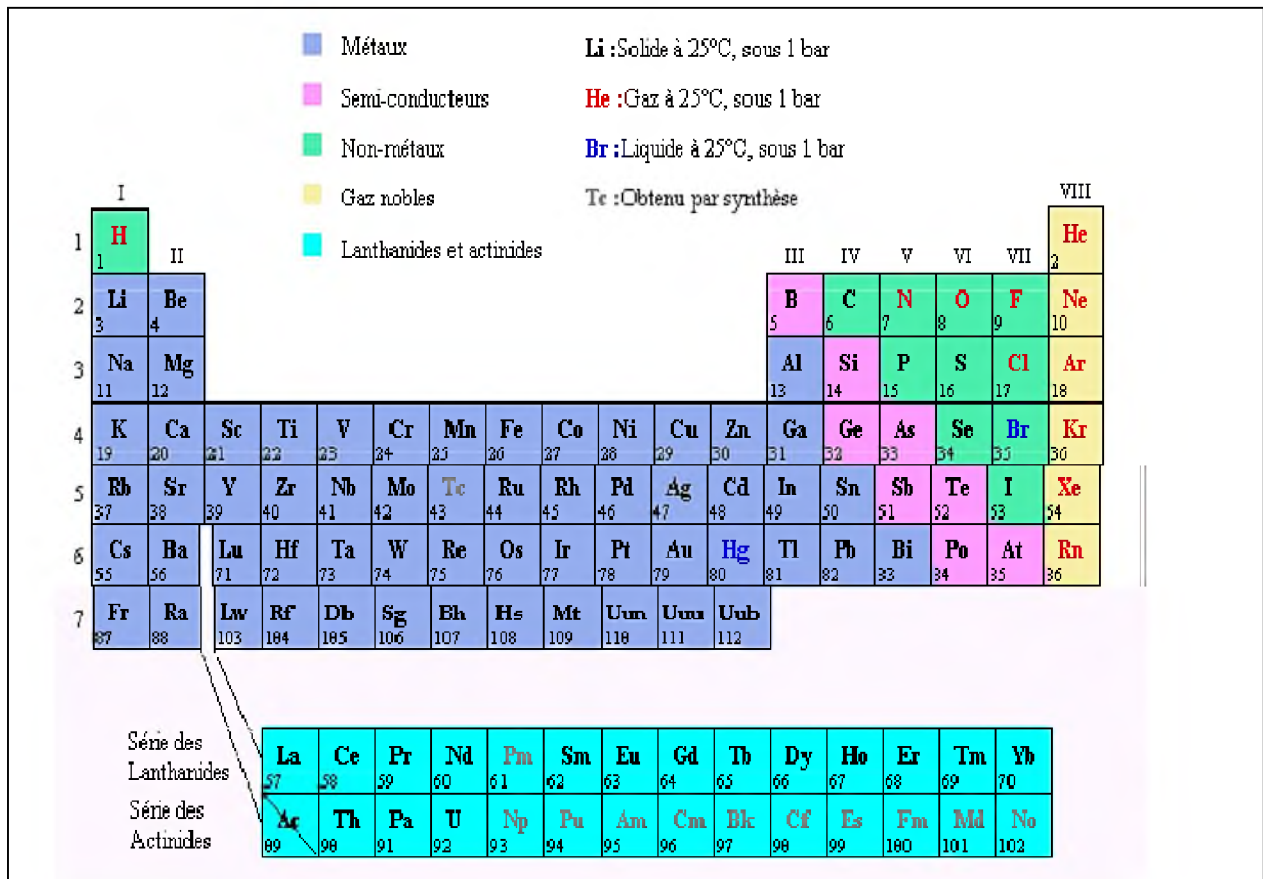 Métaux Li :Solide à 25°C, sous 1 bar
Semi-conducteurs He :Gaz à 25°C, sous 1 bar
Non-métaux Br :Liquide à 25°C, sous 1 bar
I VIII
Gaz nobles Tc :Obtenu par synthèse
1 H He
1 II Lanthanides et actinides III IV V VI VII 2
2 Li Be B C N O F Ne
3 4 5 6 7 8 9 10
3 Na Mg Al Si P S Cl Ar
11 12 13 14 15 16 17 18
4 K Ca Sc Ti V Cr Mn Fe Co Ni Cu Zn Ga Ge As Se Br Kr
19 20 21 22 23 24 25 26 27 28 29 30 31 32 33 34 35 36
5 Rb Sr Y Zr Nb Mo Tc Ru Rh Pd Ag Cd In Sn Sb Te I Xe
37 38 39 40 41 42 43 44 45 46 47 48 49 50 51 52 53 54
6 Cs Ba Lu Hf Ta W Re Os Ir Pt Au Hg Tl Pb Bi Po At Rn
55 56 71 72 73 74 75 76 77 78 79 80 81 82 33 34 35 36
7 Fr Ra Lw Rf Db Sg Bh Hs Mt Uun Uuu Uub
87 88 103 104 105 106 107 108 109 110 111 112
Série des
Lanthanides
La Ce Pr Nd Pm Sm Eu Gd Tb Dy Ho Er Tm Yb
57 58 59 60 61 62 63 64 65 66 67 68 69 70
Série des
Actinides
Ac Th Pa U Np Pu Am Cm Bk Cf Es Fm Md No
89 90 91 92 93 94 95 96 97 98 99 100 101 102